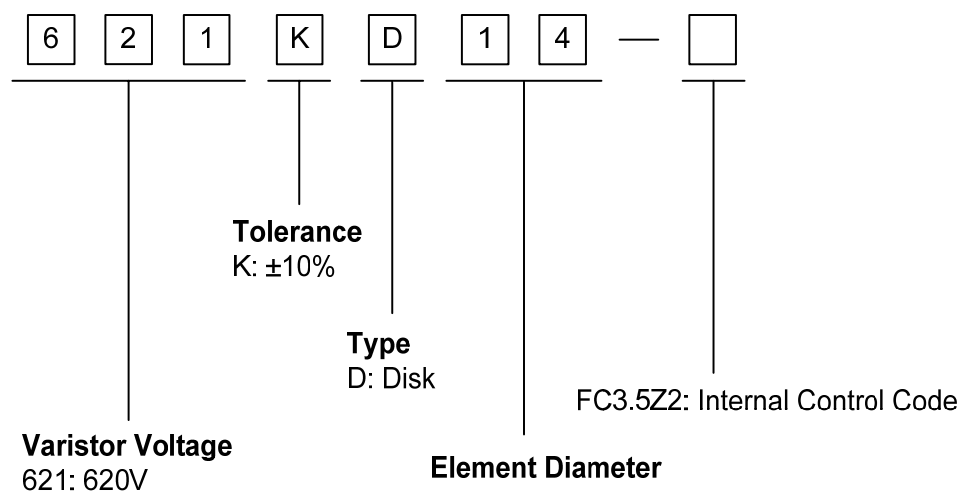 6 2 1 K D 1 4 —
Tolerance
K: ±10%
Type
D: Disk
FC3.5Z2: Internal Control Code
Varistor Voltage
621: 620V
Element Diameter